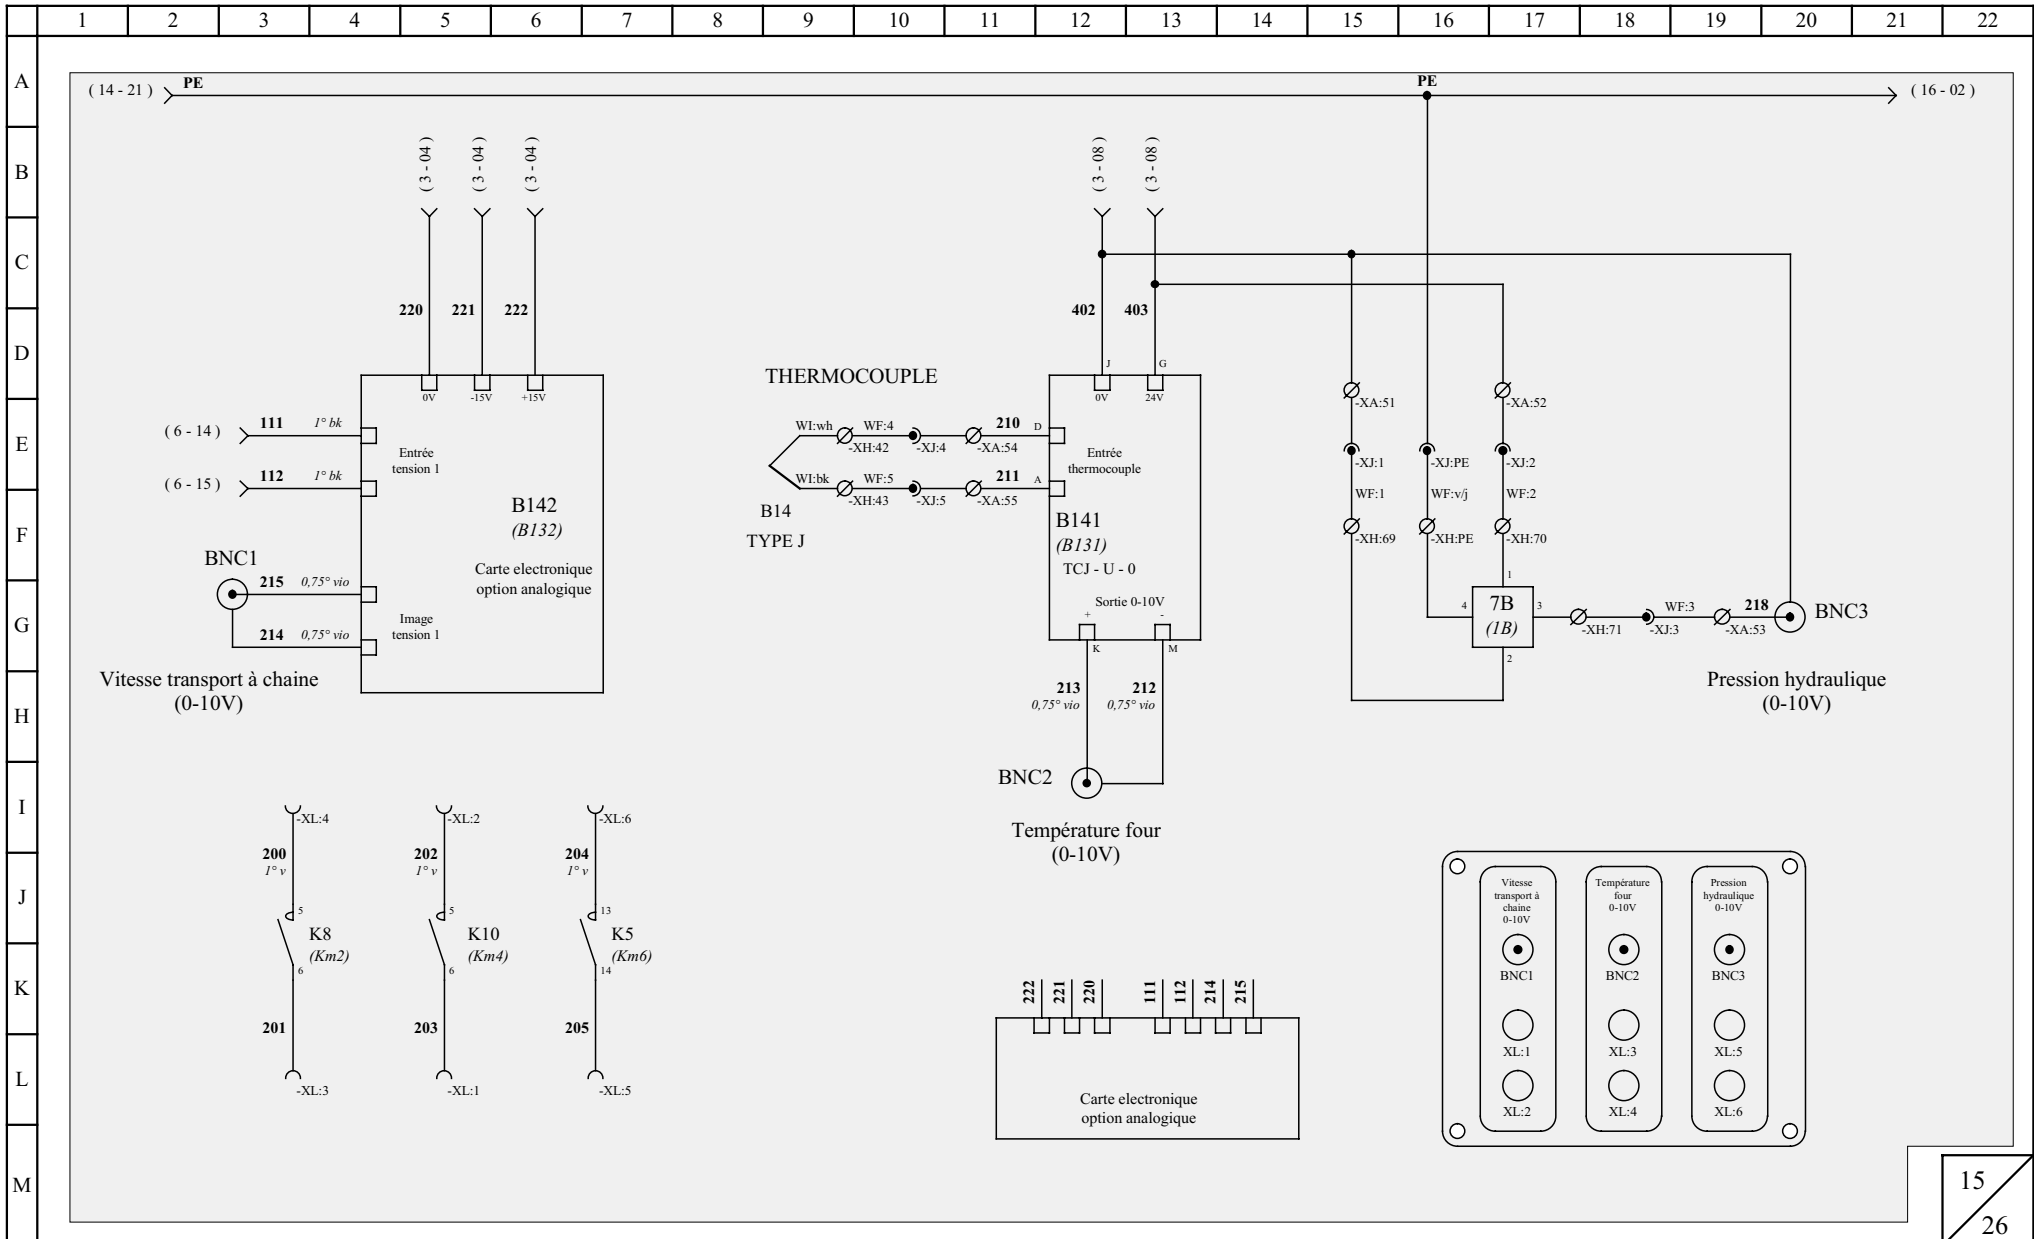 1 2 3 4 5 6 7 8 9 10 11 12 13 14 15 16 17 18 19 20 21 22
A
B
C
D
E
F
G
H
I
J
K
L
M
( 14 - 21 )
PE
PE
( 16 - 02 )
( 3 - 04 )
( 3 - 04 )
( 3 - 04 )
220
221
222
0V
-15V
+15V
( 6 - 14 )
111
1° bk
( 6 - 15 )
112
1° bk
Entrée
tension 1
B142
(B132)
Carte electronique
option analogique
BNC1
215
0,75° vio
214
0,75° vio
Image
tension 1
Vitesse transport à chaine
(0-10V)
( 3 - 08 )
( 3 - 08 )
402
403
J
G
0V
24V
THERMOCOUPLE
WI:wh
-XH:42
WF:4
-XJ:4
-XA:54
210
D
WI:bk
-XH:43
WF:5
-XJ:5
-XA:55
211
A
Entrée
thermocouple
B14
TYPE J
B141
(B131)
TCJ - U - 0
Sortie 0-10V
+
-
K
M
213
0,75° vio
212
0,75° vio
BNC2
Température four
(0-10V)
-XA:51
-XA:52
-XJ:1
-XJ:PE
-XJ:2
WF:1
WF:v/j
WF:2
-XH:69
-XH:PE
-XH:70
1
4
7B
(1B)
3
2
-XH:71
-XJ:3
WF:3
-XA:53
218
BNC3
Pression hydraulique
(0-10V)
-XL:4
200
1° v
5
K8
(Km2)
6
201
-XL:3
-XL:2
202
1° v
5
K10
(Km4)
6
203
-XL:1
-XL:6
204
1° v
13
K5
(Km6)
14
205
-XL:5
222
221
220
111
112
214
215
Carte electronique
option analogique
Vitesse
transport à
chaine
0-10V
BNC1
XL:1
XL:2
Température
four
0-10V
BNC2
XL:3
XL:4
Pression
hydraulique
0-10V
BNC3
XL:5
XL:6
15
26